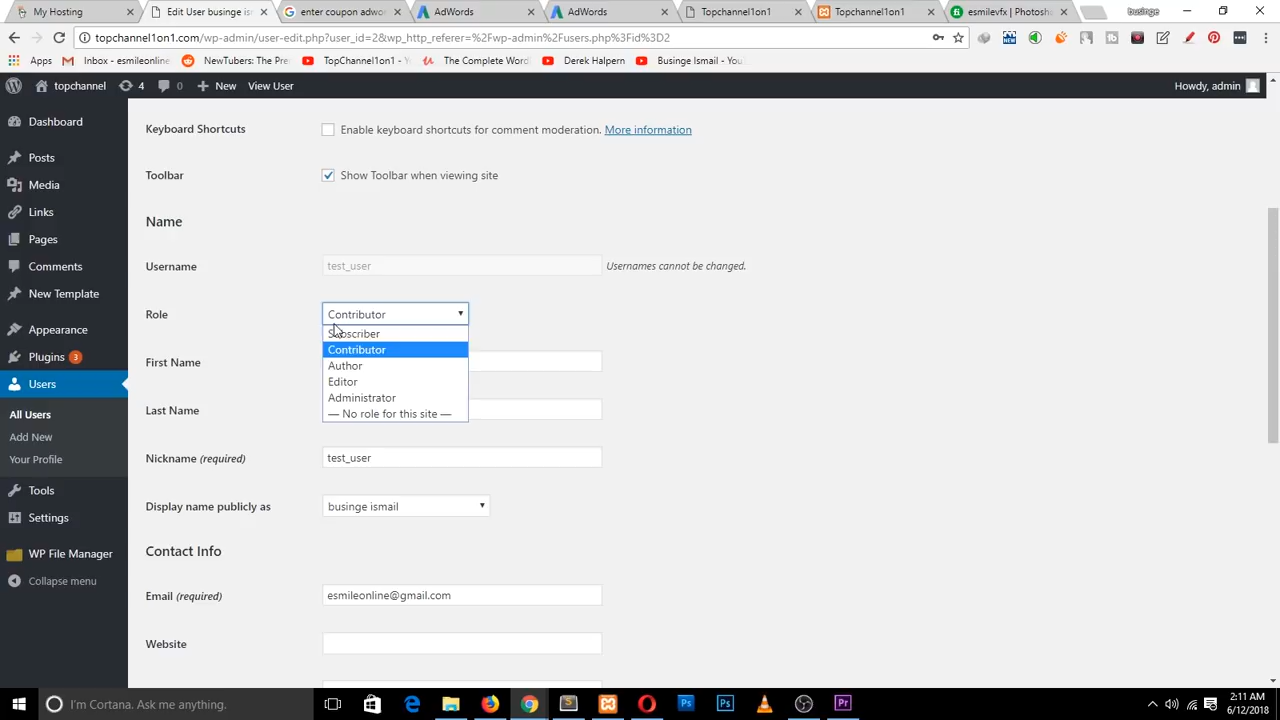 My Hosting
Edit User businge is
enter coupon adwo
AdWords
AdWords
Topchannel1on1
Topchannel1on1
esmilevfx | Photosh
businge
topchannel1on1.com/wp-admin/user-edit.php?user_id=2&wp_http_referer=%2Fwp-admin%2Fusers.php%3Fid%3D2
Apps
Inbox - esmileonline
NewTubers: The Pre
TopChannel1on1 - Yo
The Complete Word
Derek Halpern
Businge Ismail - You
topchannel
4
0
New
View User
Howdy, admin
Dashboard
Posts
Media
Links
Pages
Comments
New Template
Appearance
Plugins 3
Users
All Users
Add New
Your Profile
Tools
Settings
WP File Manager
Collapse menu
Keyboard Shortcuts
Enable keyboard shortcuts for comment moderation. More information
Toolbar
Show Toolbar when viewing site
Name
Username
test_user
Usernames cannot be changed.
Role
Contributor
Subscriber
Contributor
Author
Editor
Administrator
— No role for this site —
First Name
Last Name
Nickname (required)
test_user
Display name publicly as
businge ismail
Contact Info
Email (required)
esmileonline@gmail.com
Website
I'm Cortana. Ask me anything.
2:11 AM
6/12/2018